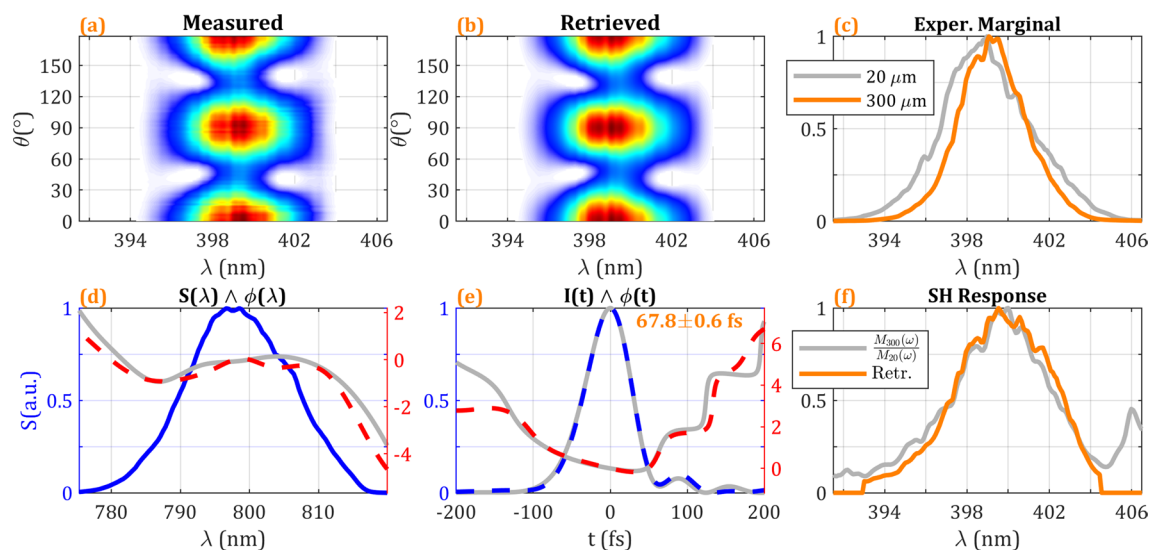 (a) Measured
θ(°)
150
120
90
60
30
0
394 398 402 406
λ (nm)
(b) Retrieved
θ(°)
150
120
90
60
30
0
394 398 402 406
λ (nm)
(c) Exper. Marginal
1
0.5
0
20 μm
300 μm
394 398 402 406
λ (nm)
(d) S(λ) ∧ ϕ(λ)
S(a.u.)
1
0.5
0
2
0
-2
-4
780 790 800 810
λ (nm)
(e) I(t) ∧ ϕ(t)
67.8±0.6 fs
1
0.5
0
6
4
2
0
-200 -100 0 100 200
t (fs)
(f) SH Response
1
0.5
0
M300(ω)
M20(ω)
Retr.
394 398 402 406
λ (nm)